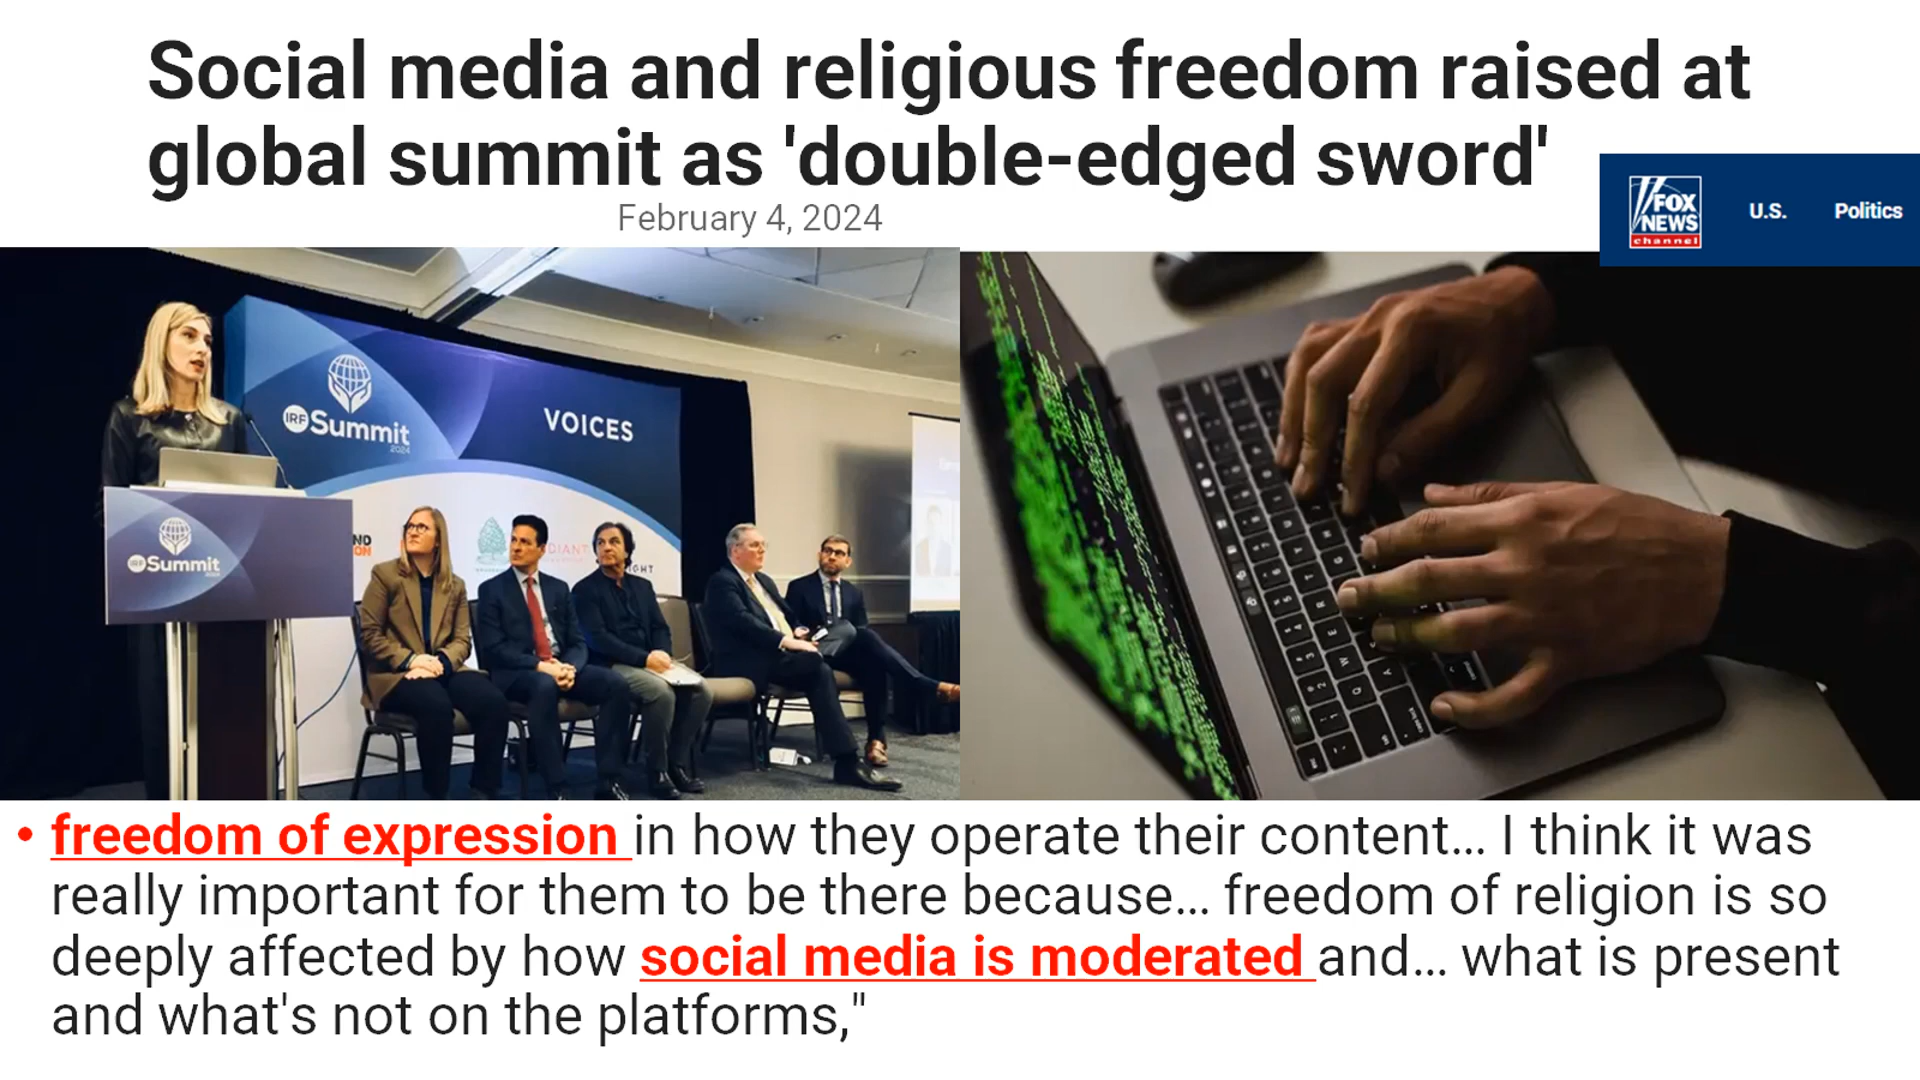 Social media and religious freedom raised at
global summit as 'double-edged sword'
February 4, 2024
FOX
NEWS
channel
U.S.
Politics
IRF
Summit
2024
VOICES
IRF
Summit
2024
• freedom of expression in how they operate their content... I think it was
really important for them to be there because... freedom of religion is so
deeply affected by how social media is moderated and... what is present
and what's not on the platforms,"